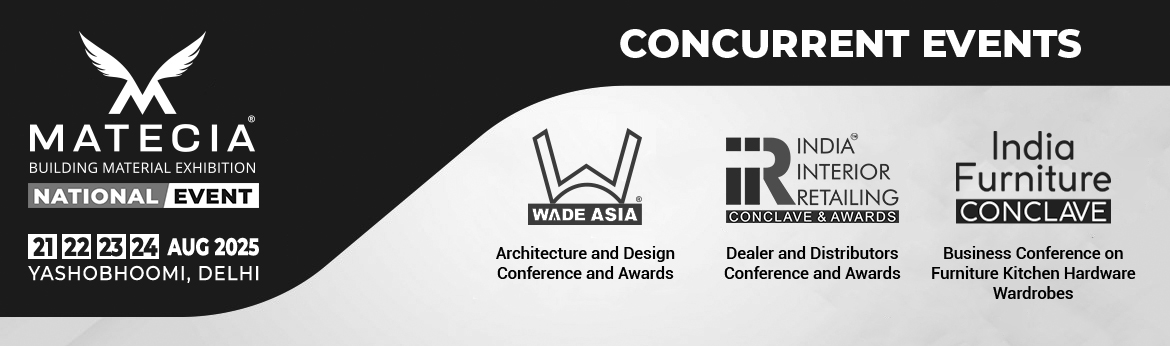 MATECIA®
BUILDING MATERIAL EXHIBITION
NATIONAL EVENT
21 22 23 24 AUG 2025
YASHOBHOOMI, DELHI
CONCURRENT EVENTS
WADE ASIA®
Architecture and Design
Conference and Awards
iiR INDIA™
INTERIOR
RETAILING
CONCLAVE & AWARDS
Dealer and Distributors
Conference and Awards
India
Furniture
CONCLAVE
Business Conference on
Furniture Kitchen Hardware
Wardrobes